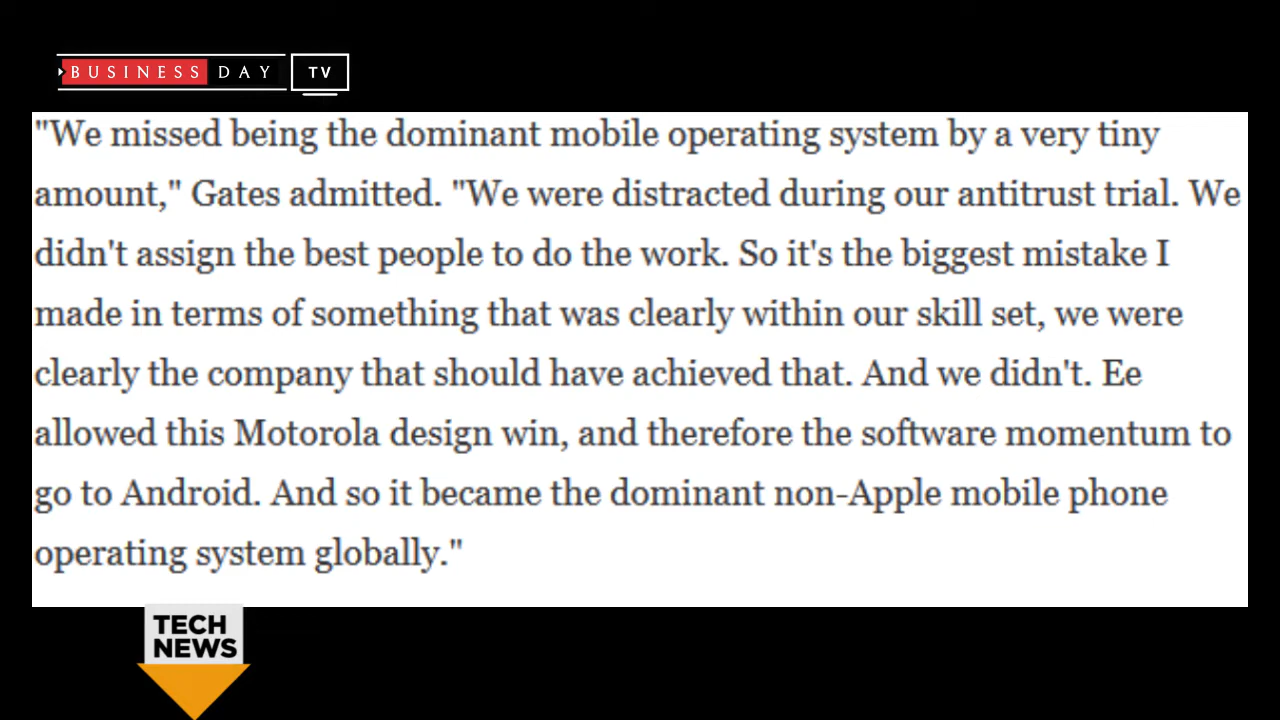 BUSINESS DAY TV
"We missed being the dominant mobile operating system by a very tiny
amount," Gates admitted. "We were distracted during our antitrust trial. We
didn't assign the best people to do the work. So it's the biggest mistake I
made in terms of something that was clearly within our skill set, we were
clearly the company that should have achieved that. And we didn't. Ee
allowed this Motorola design win, and therefore the software momentum to
go to Android. And so it became the dominant non-Apple mobile phone
operating system globally."
TECH
NEWS